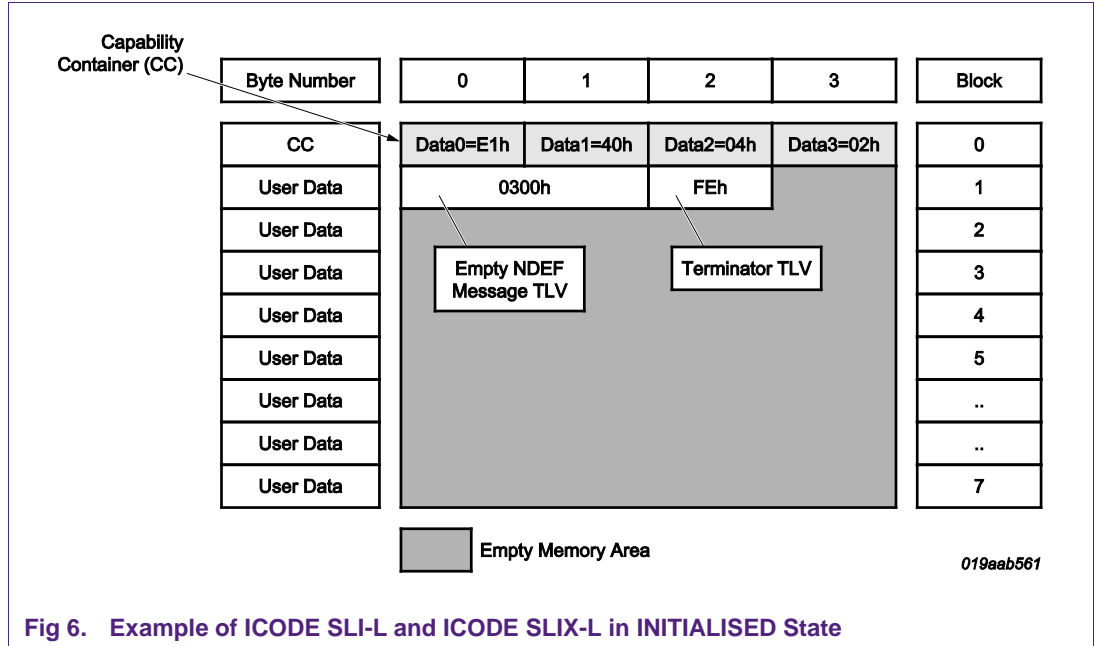 Capability
Container (CC)
Byte Number 0 1 2 3 Block
CC Data0=E1h Data1=40h Data2=04h Data3=02h 0
User Data 0300h FEh 1
User Data 2
User Data 3
User Data 4
User Data 5
User Data ..
User Data ..
User Data 7
Empty NDEF
Message TLV
Terminator TLV
Empty Memory Area
019aab561
Fig 6. Example of ICODE SLI-L and ICODE SLIX-L in INITIALISED State